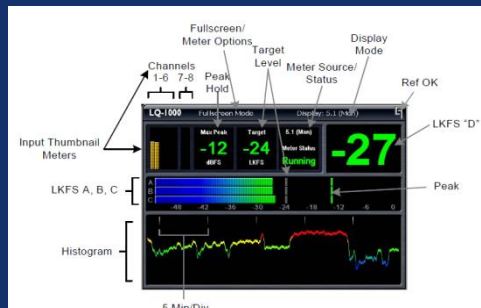 Fullscreen/
Meter Options
Target
Level
Display
Mode
Channels
1-6 7-8
Peak
Hold
Meter Source/
Status
Ref OK
LQ-1000 Fullscreen Mode Display: 5.1 (Mon)
Max Peak Target 5.1 (Mon)
-12 -24 Meter Status
dBFS LKFS Running
-27
LKFS "D"
Input Thumbnail
Meters
LKFS A, B, C
A
B
C
-48 -42 -36 -30 -24 -18 -12 -6 0
Peak
Histogram
5 Min/Div